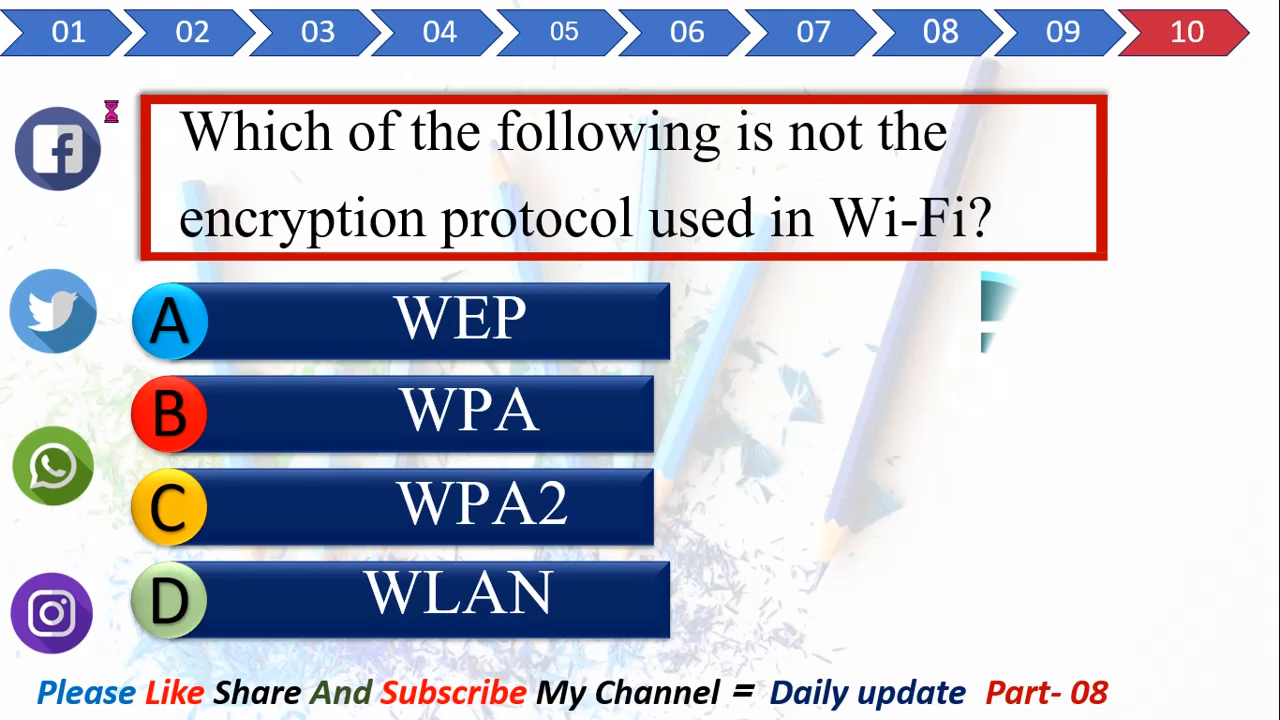 01 02 03 04 05 06 07 08 09 10
Which of the following is not the
encryption protocol used in Wi-Fi?
A WEP
B WPA
C WPA2
D WLAN
Please Like Share And Subscribe My Channel = Daily update Part- 08